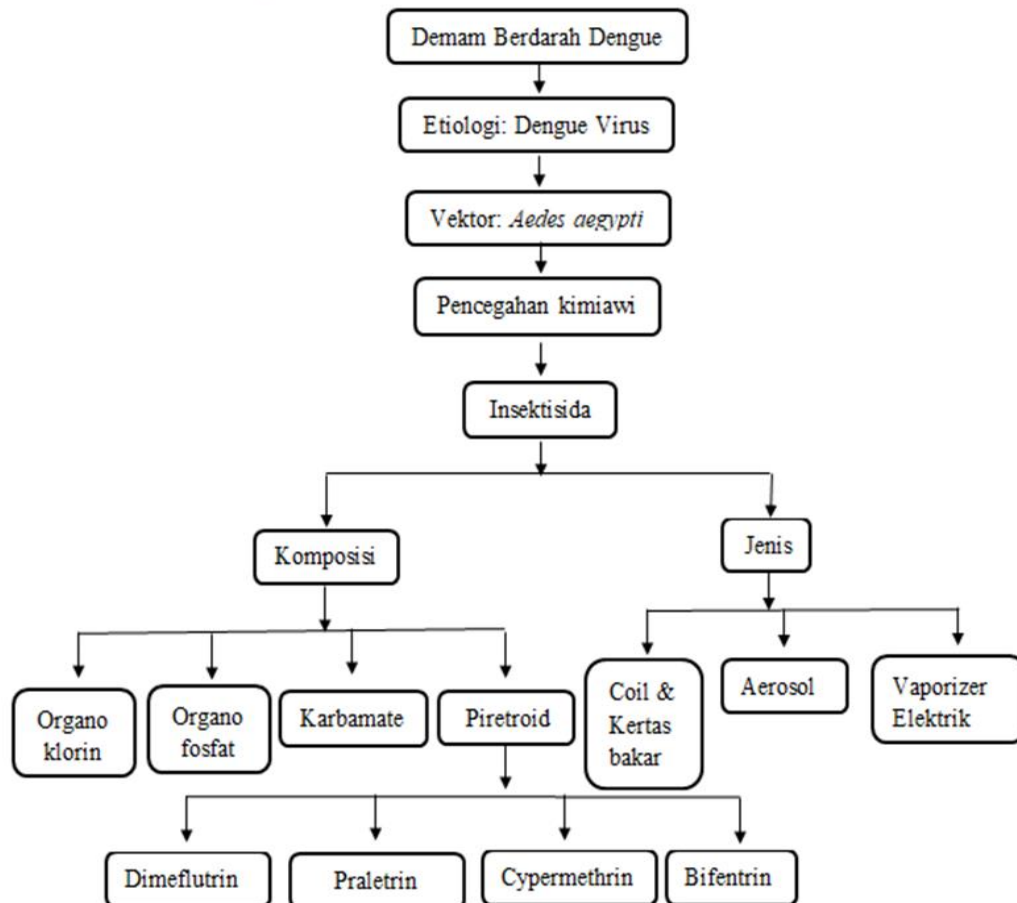 Demam Berdarah Dengue
Etiologi: Dengue Virus
Vektor: Aedes aegypti
Pencegahan kimiawi
Insektisida
Komposisi
Jenis
Organo
klorin
Organo
fosfat
Karbamate
Piretroid
Coil &
Kertas
bakar
Aerosol
Vaporizer
Elektrik
Dimeflutrin
Praletrin
Cypermethrin
Bifentrin